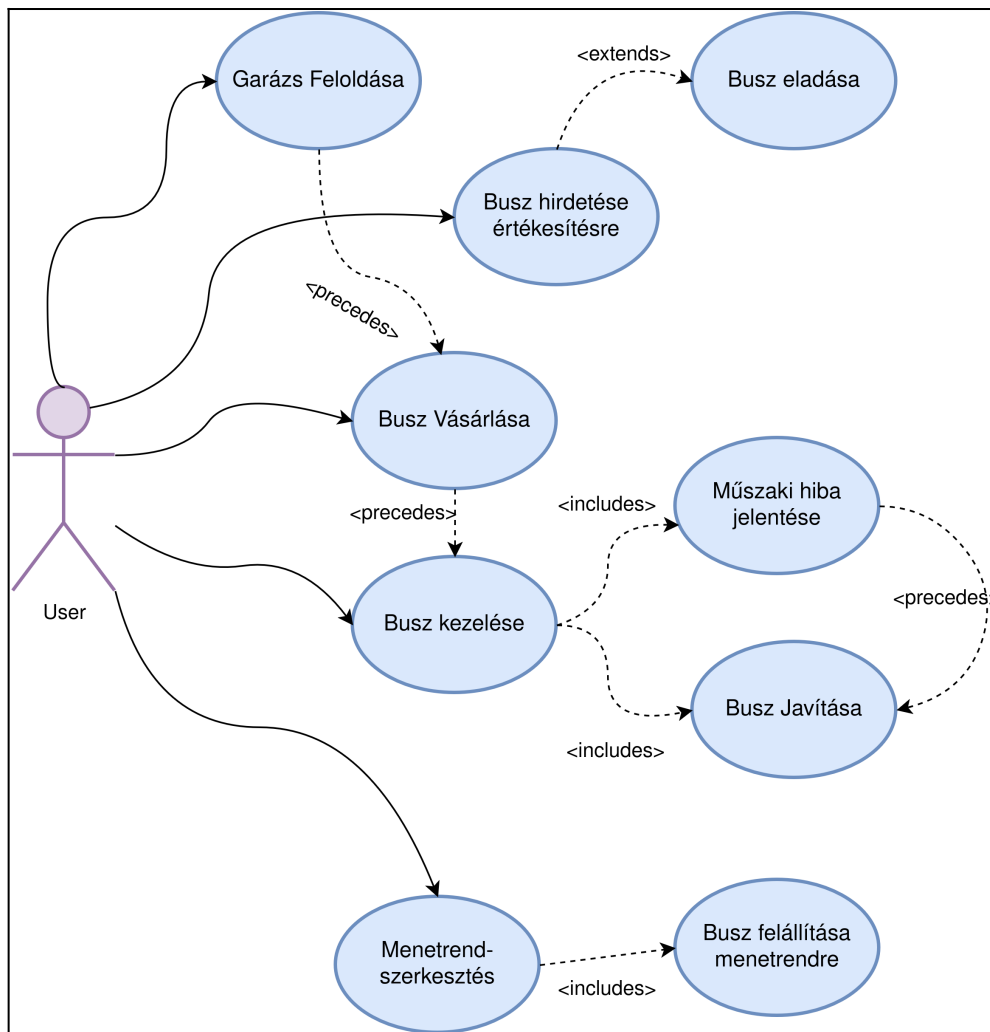 <extends>
Garázs Feloldása
Busz eladása
Busz hirdetése
értékesítésre
<precedes>
Busz Vásárlása
<precedes>
<includes>
Műszaki hiba
jelentése
<precedes>
User
Busz kezelése
Busz Javítása
<includes>
Menetrend-
szerkesztés
Busz felállítása
menetrendre
<includes>